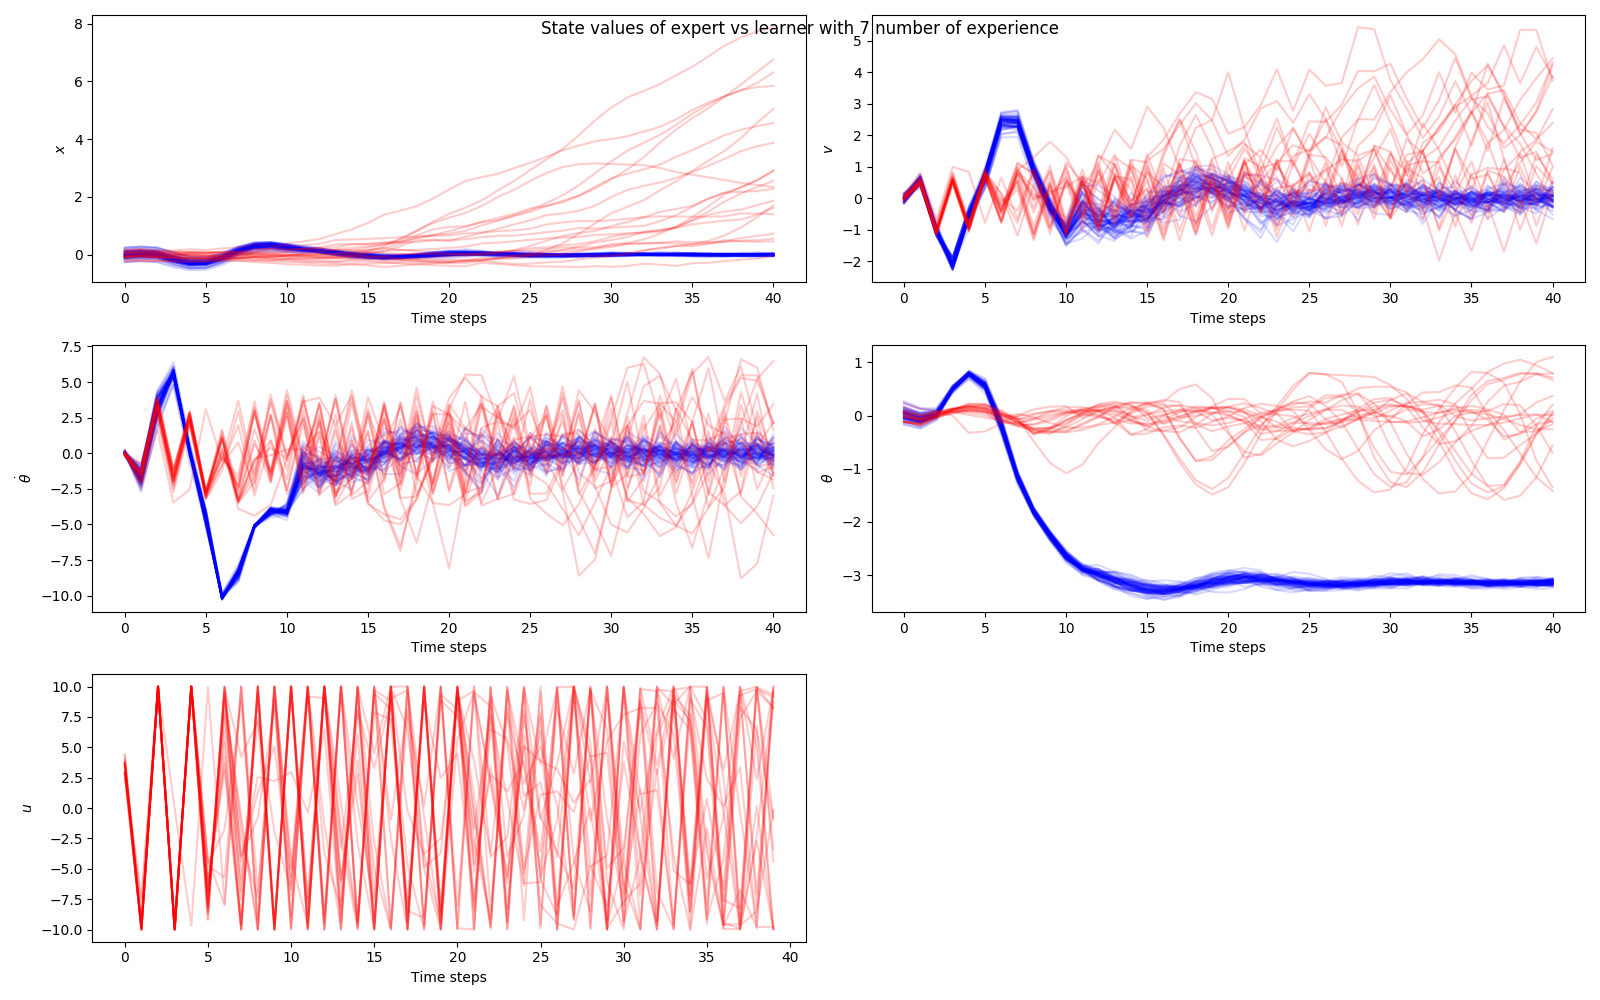 State values of expert vs learner with 7 number of experience
8
6
4
2
0
x
0 5 10 15 20 25 30 35 40
Time steps
5
4
3
2
1
0
−1
−2
v
0 5 10 15 20 25 30 35 40
Time steps
7.5
5.0
2.5
0.0
−2.5
−5.0
−7.5
−10.0
θ̇
0 5 10 15 20 25 30 35 40
Time steps
1
0
−1
−2
−3
θ
0 5 10 15 20 25 30 35 40
Time steps
10.0
7.5
5.0
2.5
0.0
−2.5
−5.0
−7.5
−10.0
u
0 5 10 15 20 25 30 35 40
Time steps